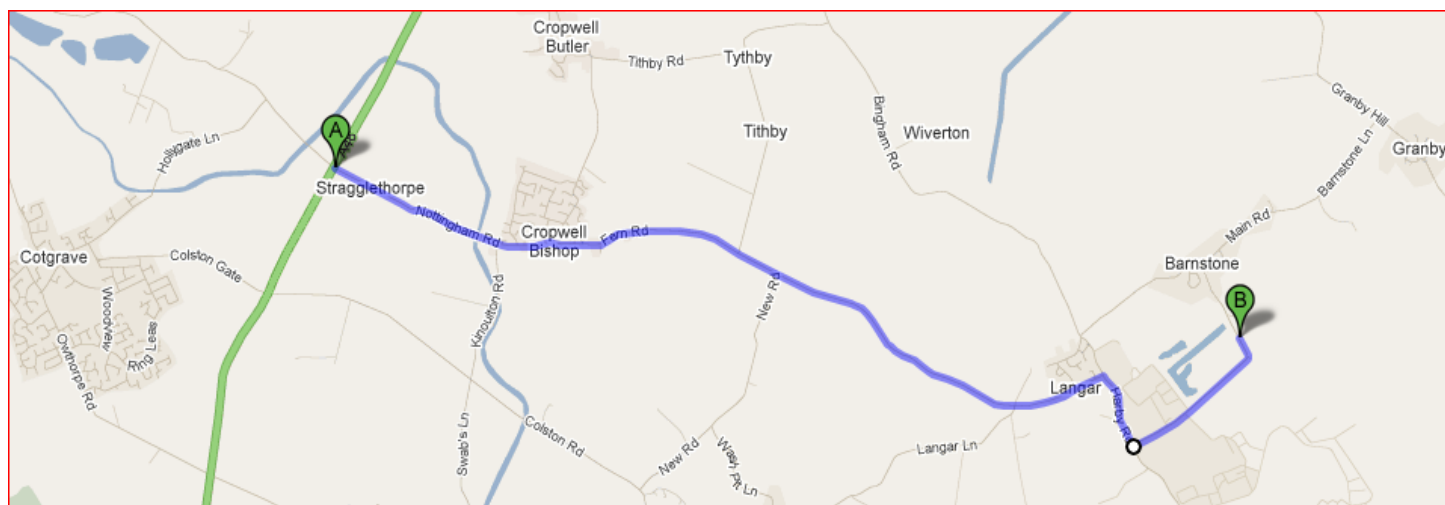 Cropwell
Butler
Tithby Rd
Tythby
Granby Hill
Bingham Rd
A
A46
Tithby
Wiverton
Hollygate Ln
Granby
Barnstone Ln
Stragglethorpe
Nottingham Rd
Main Rd
Cropwell
Bishop
Fern Rd
Cotgrave
Colston Gate
Barnstone
B
Woodview
Ring Leas
Owthorpe Rd
Kinoulton Rd
New Rd
Langar
Harby Rd
Swab's Ln
Colston Rd
New Rd
Wash Pit Ln
Langar Ln